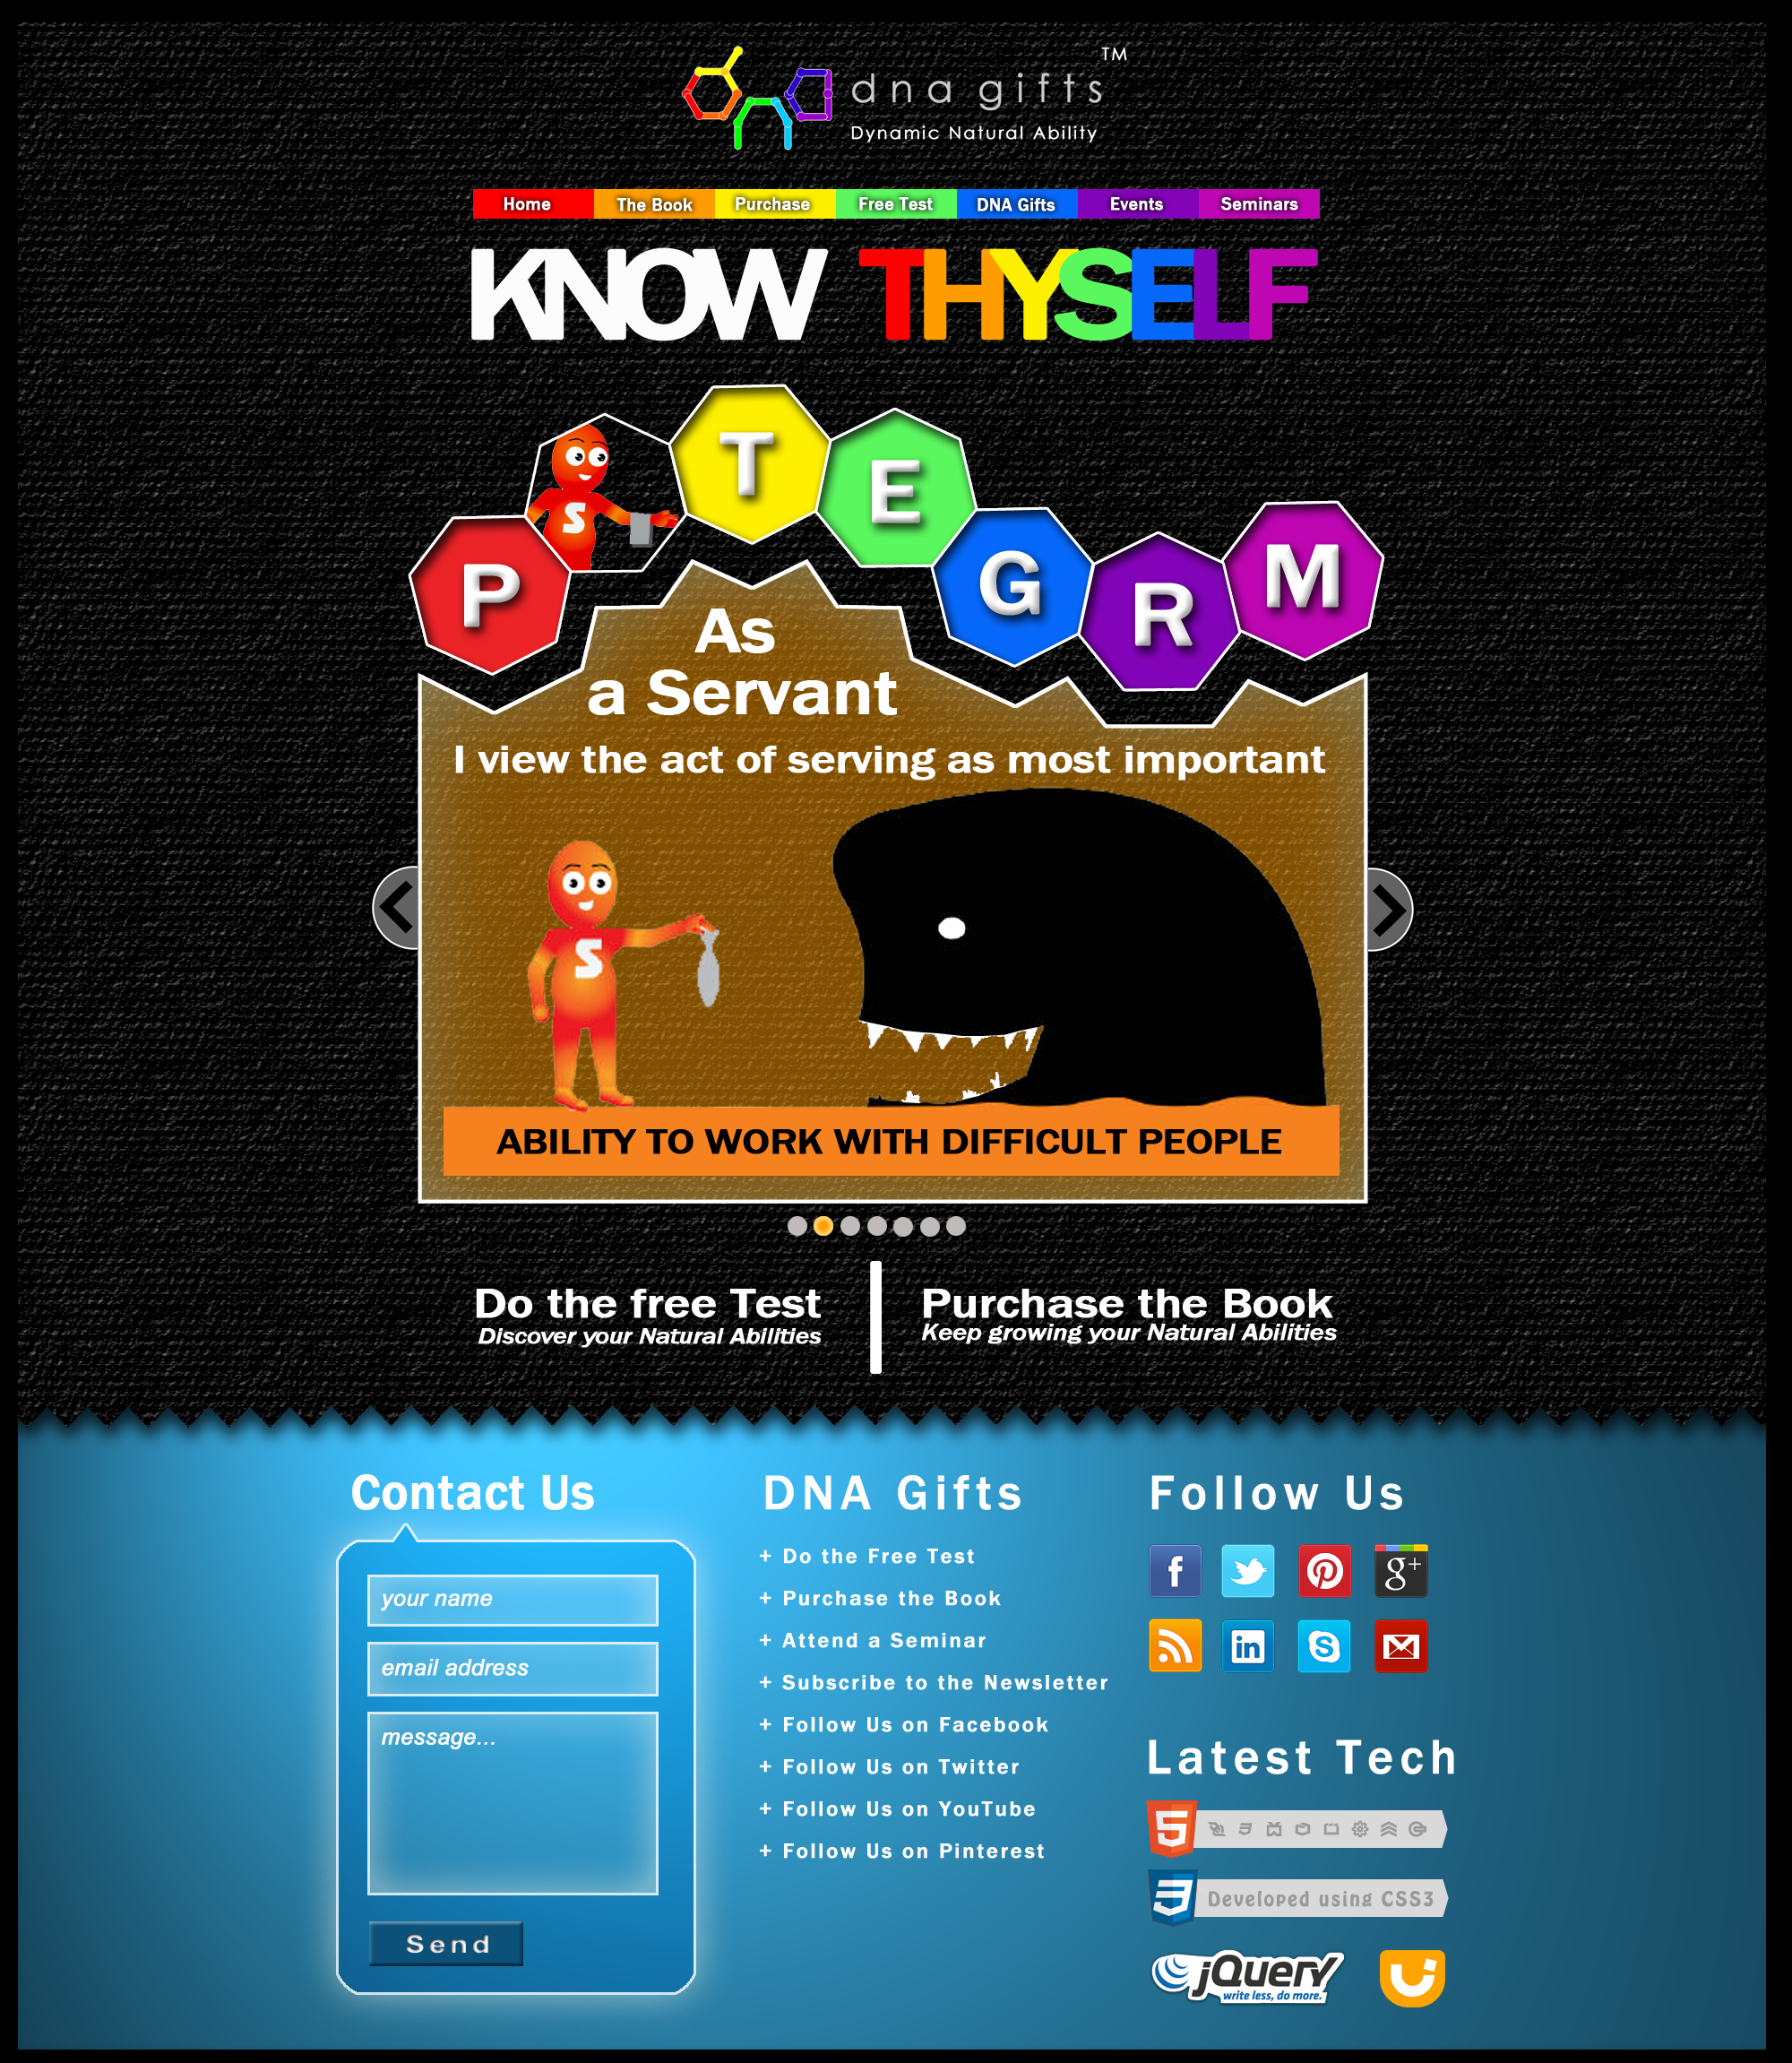 dna gifts TM
Dynamic Natural Ability
Home The Book Purchase Free Test DNA Gifts Events Seminars
KNOW THYSELF
P S T E G R M
As
a Servant
I view the act of serving as most important
S
ABILITY TO WORK WITH DIFFICULT PEOPLE
Do the free Test
Discover your Natural Abilities
Purchase the Book
Keep growing your Natural Abilities
Contact Us
your name
email address
message...
Send
DNA Gifts
+ Do the Free Test
+ Purchase the Book
+ Attend a Seminar
+ Subscribe to the Newsletter
+ Follow Us on Facebook
+ Follow Us on Twitter
+ Follow Us on YouTube
+ Follow Us on Pinterest
Follow Us
f
g+
in
S
Latest Tech
5
3 Developed using CSS3
jQuery
write less, do more.